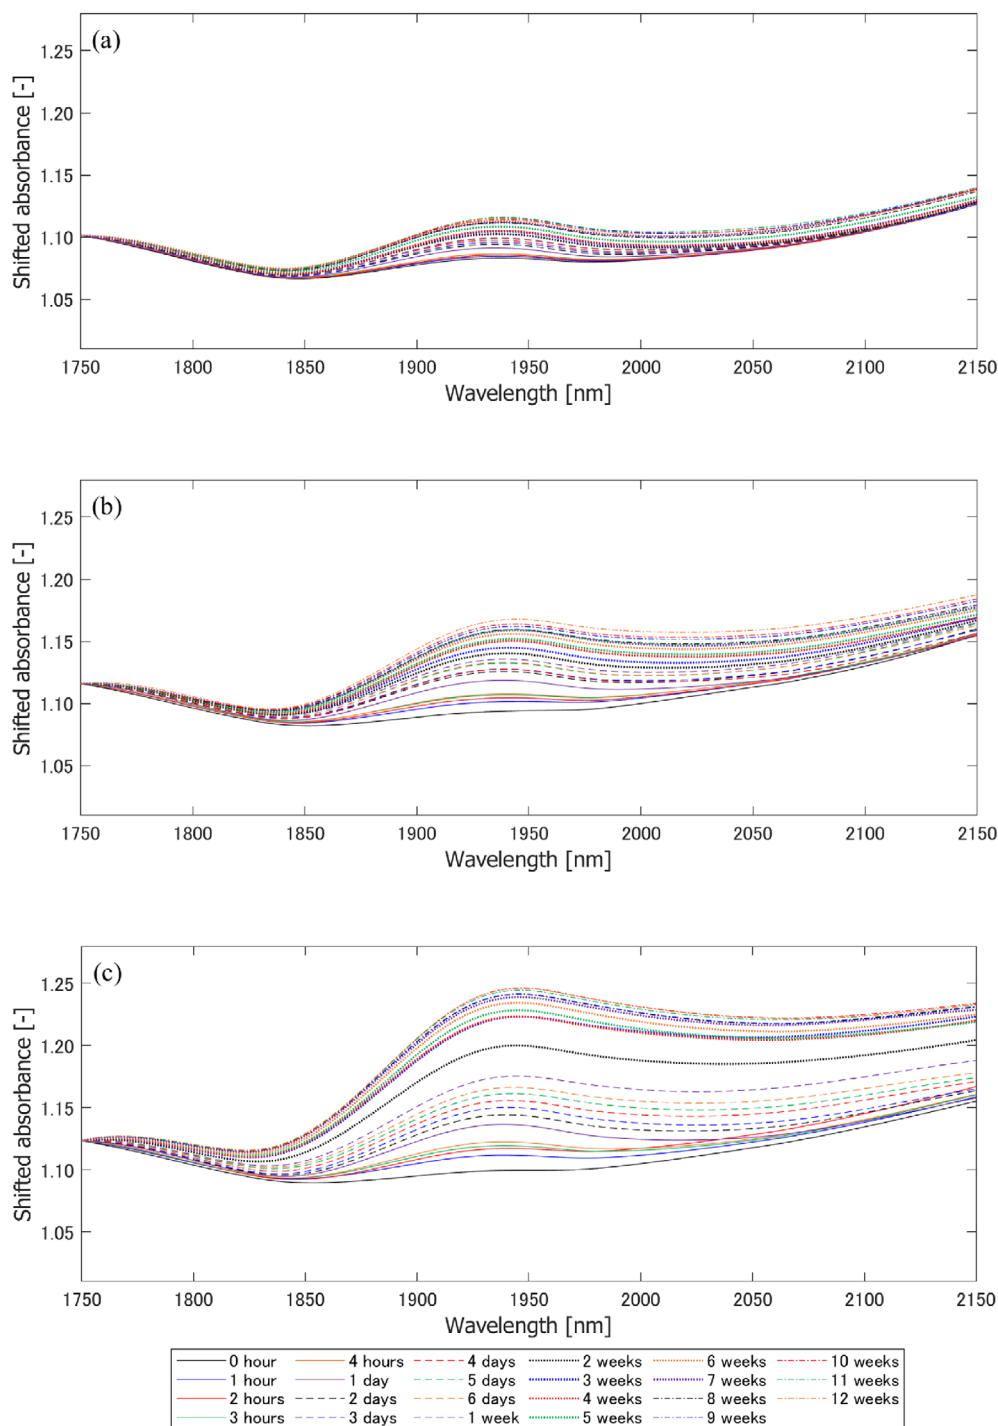 (a)
1.25
1.20
1.15
1.10
1.05
Shifted absorbance [-]
1750 1800 1850 1900 1950 2000 2050 2100 2150
Wavelength [nm]
(b)
1.25
1.20
1.15
1.10
1.05
Shifted absorbance [-]
1750 1800 1850 1900 1950 2000 2050 2100 2150
Wavelength [nm]
(c)
1.25
1.20
1.15
1.10
1.05
Shifted absorbance [-]
1750 1800 1850 1900 1950 2000 2050 2100 2150
Wavelength [nm]
0 hour 4 hours 4 days 2 weeks 6 weeks 10 weeks
1 hour 1 day 5 days 3 weeks 7 weeks 11 weeks
2 hours 2 days 6 days 4 weeks 8 weeks 12 weeks
3 hours 3 days 1 week 5 weeks 9 weeks